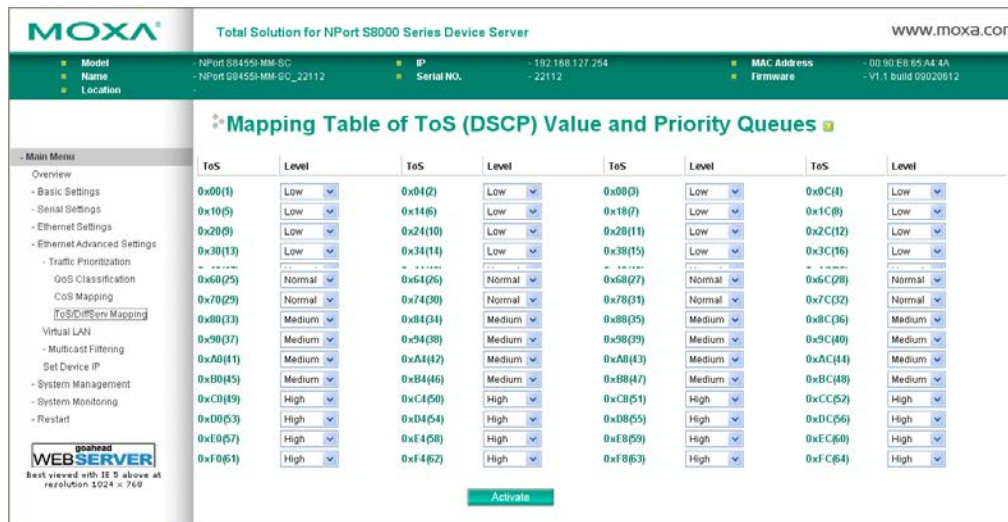 MOXA
Total Solution for NPort S8000 Series Device Server
www.moxa.com
Model - NPort S8455I-MM-SC IP - 192.168.127.254 MAC Address - 00:90:E8:65:A4:4A
Name - NPort S8455I-MM-SC_22112 Serial NO. - 22112 Firmware - V1.1 build 09020612
Location -
Mapping Table of ToS (DSCP) Value and Priority Queues
- Main Menu
Overview
- Basic Settings
- Serial Settings
- Ethernet Settings
- Ethernet Advanced Settings
- Traffic Prioritization
QoS Classification
CoS Mapping
ToS/DiffServ Mapping
Virtual LAN
- Multicast Filtering
Set Device IP
- System Management
- System Monitoring
- Restart
goahead
WEBSERVER
Best viewed with IE 5 above at
resolution 1024 x 768
ToS Level ToS Level ToS Level ToS Level
0x00(1) Low 0x04(2) Low 0x08(3) Low 0x0C(4) Low
0x10(5) Low 0x14(6) Low 0x18(7) Low 0x1C(8) Low
0x20(9) Low 0x24(10) Low 0x28(11) Low 0x2C(12) Low
0x30(13) Low 0x34(14) Low 0x38(15) Low 0x3C(16) Low
0x60(25) Normal 0x64(26) Normal 0x68(27) Normal 0x6C(28) Normal
0x70(29) Normal 0x74(30) Normal 0x78(31) Normal 0x7C(32) Normal
0x80(33) Medium 0x84(34) Medium 0x88(35) Medium 0x8C(36) Medium
0x90(37) Medium 0x94(38) Medium 0x98(39) Medium 0x9C(40) Medium
0xA0(41) Medium 0xA4(42) Medium 0xA8(43) Medium 0xAC(44) Medium
0xB0(45) Medium 0xB4(46) Medium 0xB8(47) Medium 0xBC(48) Medium
0xC0(49) High 0xC4(50) High 0xC8(51) High 0xCC(52) High
0xD0(53) High 0xD4(54) High 0xD8(55) High 0xDC(56) High
0xE0(57) High 0xE4(58) High 0xE8(59) High 0xEC(60) High
0xF0(61) High 0xF4(62) High 0xF8(63) High 0xFC(64) High
Activate